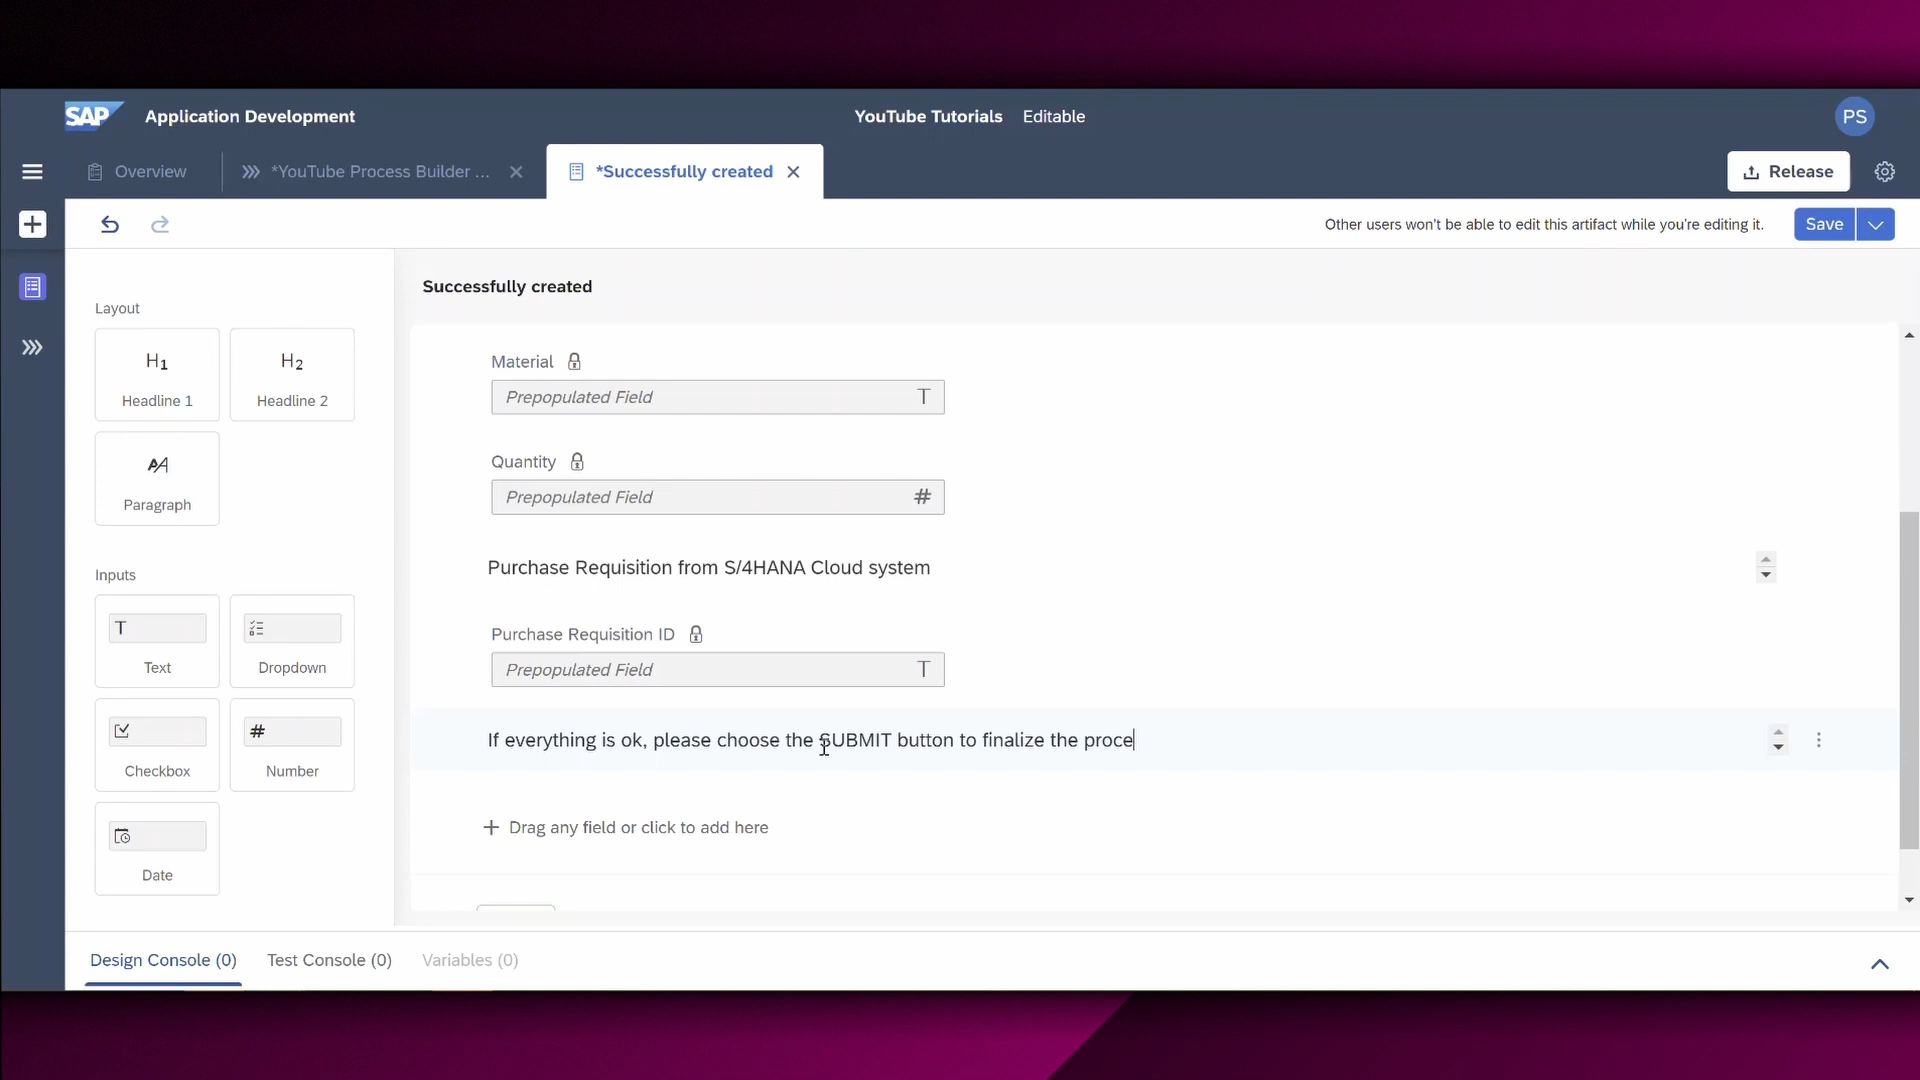 SAP Application Development YouTube Tutorials Editable PS
Overview *YouTube Process Builder ... *Successfully created Release
Other users won't be able to edit this artifact while you're editing it. Save
Layout
H1 H2
Headline 1 Headline 2
Paragraph
Inputs
T
Text Dropdown
#
Checkbox Number
Date
Successfully created
Material
Prepopulated Field T
Quantity
Prepopulated Field #
Purchase Requisition from S/4HANA Cloud system
Purchase Requisition ID
Prepopulated Field T
If everything is ok, please choose the SUBMIT button to finalize the proce
Drag any field or click to add here
Design Console (0) Test Console (0) Variables (0)